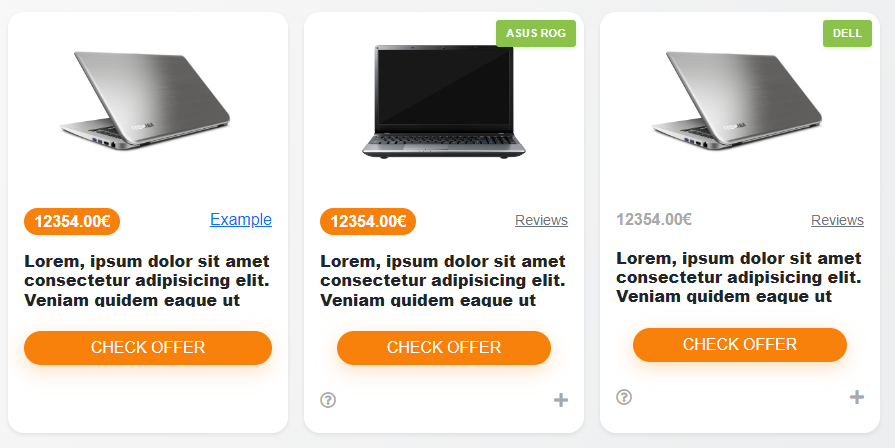 ASUS ROG
DELL
TOSHIBA
TOSHIBA
12354.00€ Example
12354.00€ Reviews
12354.00€ Reviews
Lorem, ipsum dolor sit amet
consectetur adipisicing elit.
Veniam quidem eaque ut
Lorem, ipsum dolor sit amet
consectetur adipisicing elit.
Veniam quidem eaque ut
Lorem, ipsum dolor sit amet
consectetur adipisicing elit.
Veniam quidem eaque ut
CHECK OFFER
CHECK OFFER
CHECK OFFER